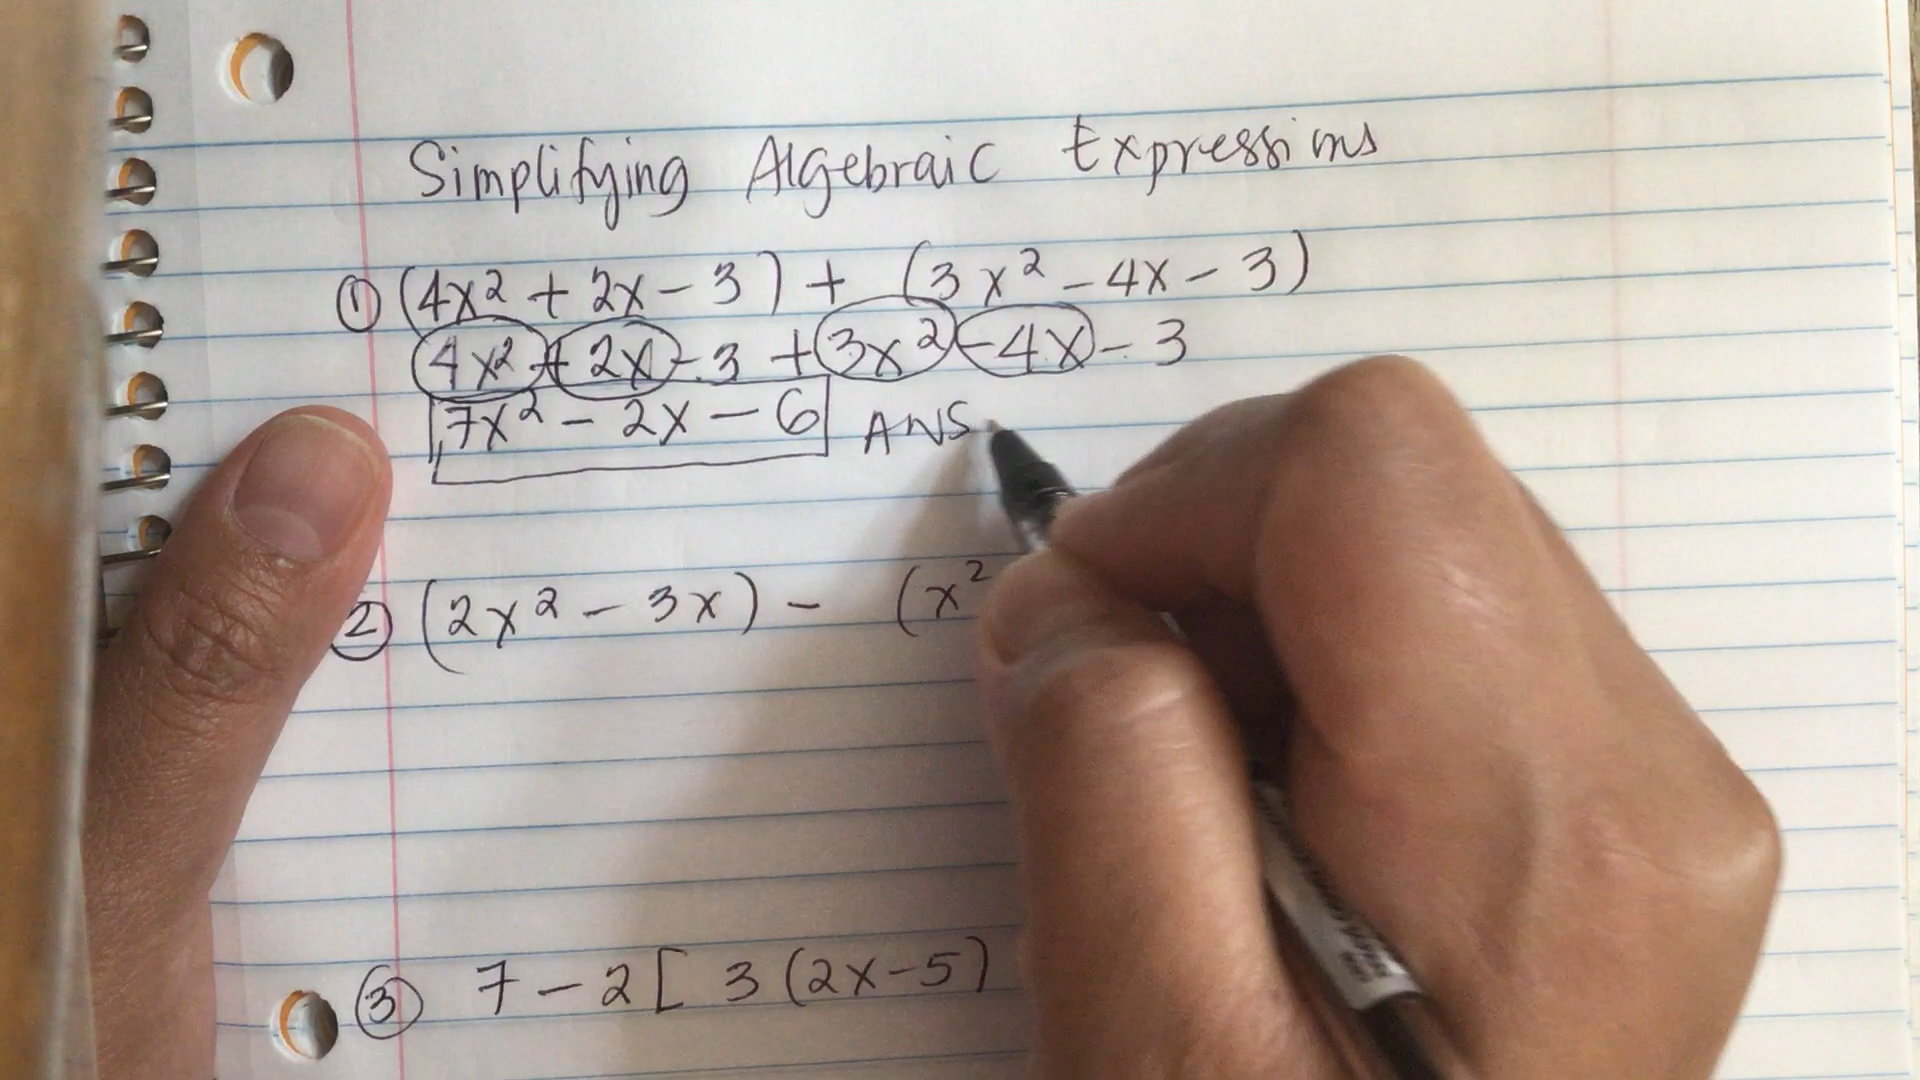 Simplifying Algebraic Expressions
① (4x² + 2x - 3) + (3x² - 4x - 3)
4x² + 2x - 3 + 3x² - 4x - 3
7x² - 2x - 6 ANS
② (2x² - 3x) - (x²
③ 7 - 2[ 3(2x-5)